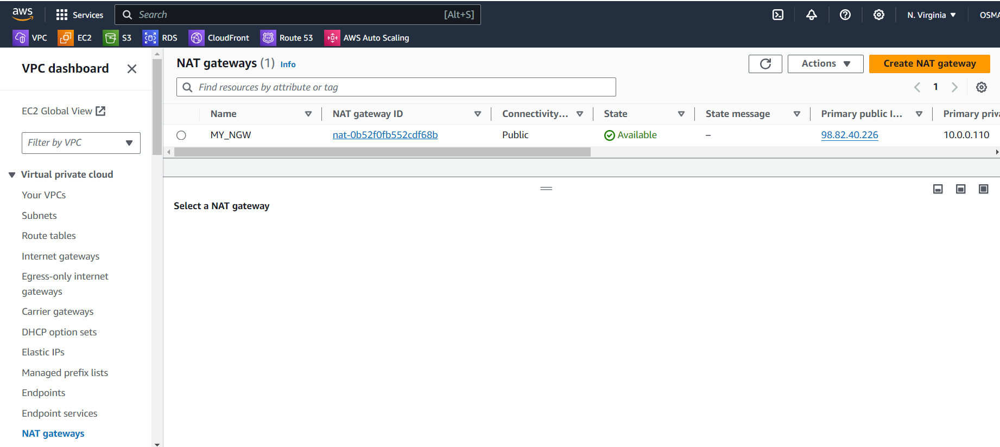 aws
Services
Search [Alt+S]
N. Virginia
OSMA
VPC EC2 S3 RDS CloudFront Route 53 AWS Auto Scaling
VPC dashboard
EC2 Global View
Filter by VPC
Virtual private cloud
Your VPCs
Subnets
Route tables
Internet gateways
Egress-only internet
gateways
Carrier gateways
DHCP option sets
Elastic IPs
Managed prefix lists
Endpoints
Endpoint services
NAT gateways
NAT gateways (1) Info
Actions
Create NAT gateway
Find resources by attribute or tag
1
Name NAT gateway ID Connectivity... State State message Primary public I... Primary priva
MY_NGW nat-0b52f0fb552cdf68b Public Available – 98.82.40.226 10.0.0.110
Select a NAT gateway